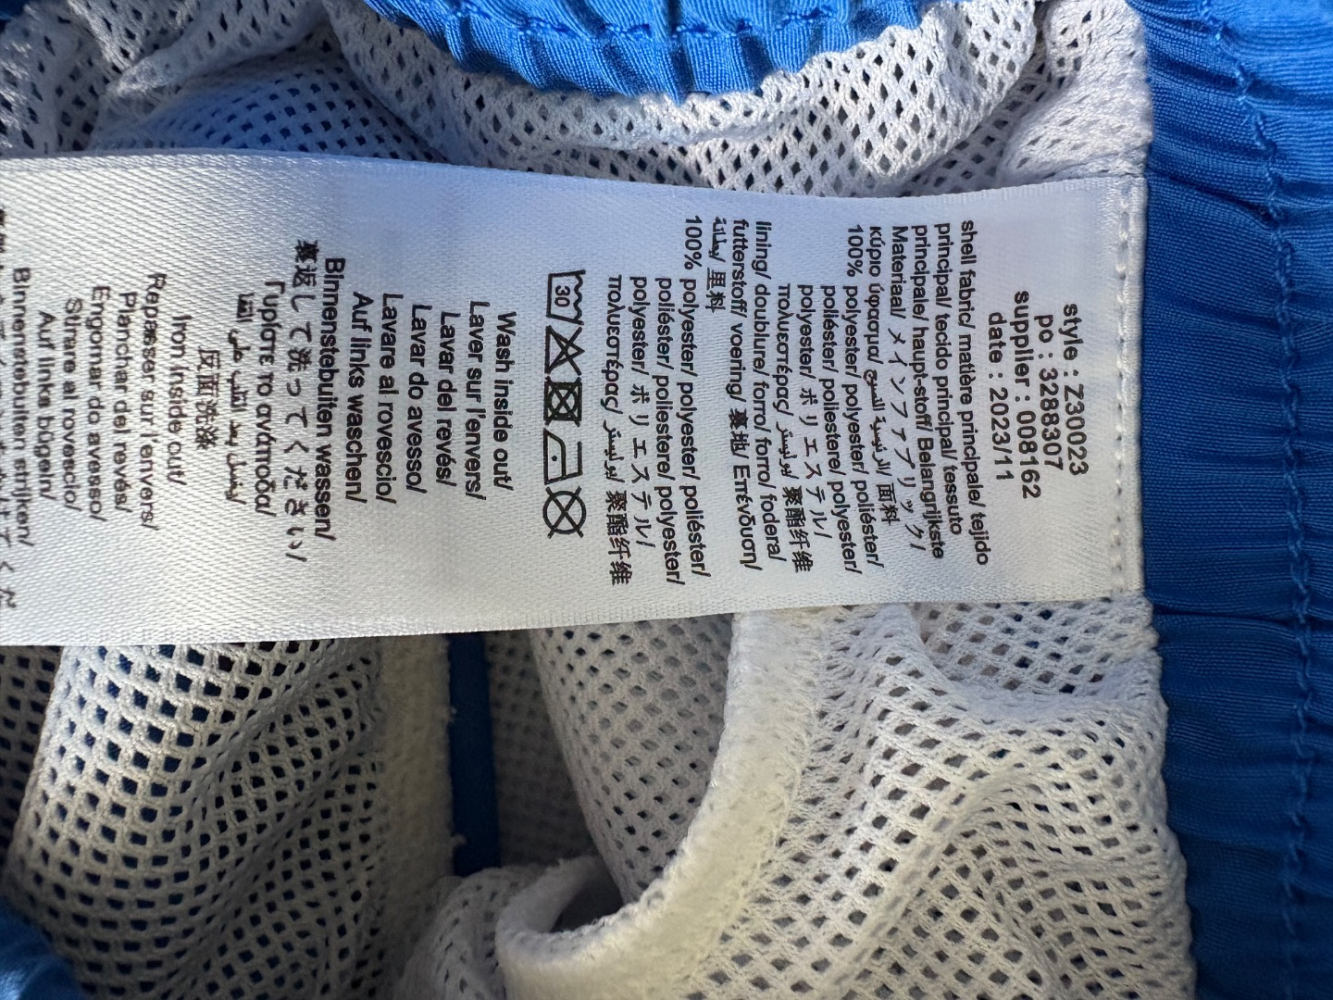 style : Z30023
po : 3288307
supplier : 008162
date : 2023/11
shell fabric/ matière principale/ tejido
principal/ tecido principal/ tessuto
principale/ haupt-stoff/ Belangrijkste
Materiaal/ メインファブリック/
κύριο ύφασμα/ 面料
100% polyester/ polyester/ poliéster/
poliéster/ poliestere/ polyester/
polyester/ ポリエステル/
πολυεστέρας/ بوليستر/ 聚酯纤维
lining/ doublure/ forro/ forro/ fodera/
futterstoff/ voering/ 裏地/ Επένδυση/
بطانة/ 里料
100% polyester/ polyester/ poliéster/
poliéster/ poliestere/ polyester/
polyester/ ポリエステル/
πολυεστέρας/ بوليستر/ 聚酯纤维
30
Wash inside out/
Laver sur l'envers/
Lavar del revés/
Lavar do avesso/
Lavare al rovescio/
Auf links waschen/
Binnenstebuiten wassen/
裏返して洗ってください/
Γυρίστε το ανάποδα/
反面洗涤
Iron inside out/
Repasser sur l'envers/
Planchar del revés/
Engomar do avesso/
Stirare al rovescio/
Auf links bügeln/
Binnenstebuiten strijken/